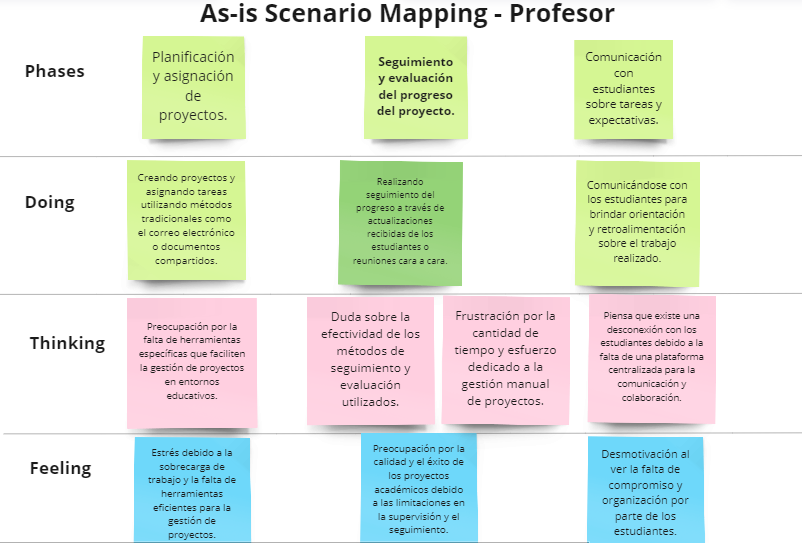 As-is Scenario Mapping - Profesor
Phases
Planificación
y asignación
de
proyectos.
Seguimiento
y evaluación
del progreso
del proyecto.
Comunicación
con
estudiantes
sobre tareas y
expectativas.
Doing
Creando proyectos y
asignando tareas
utilizando métodos
tradicionales como
el correo electrónico
o documentos
compartidos.
Realizando
seguimiento del
progreso a través de
actualizaciones
recibidas de los
estudiantes o
reuniones cara a cara.
Comunicándose con
los estudiantes para
brindar orientación
y retroalimentación
sobre el trabajo
realizado.
Thinking
Preocupación por la
falta de herramientas
específicas que faciliten
la gestión de proyectos
en entornos
educativos.
Duda sobre la
efectividad de los
métodos de
seguimiento y
evaluación
utilizados.
Frustración por la
cantidad de
tiempo y esfuerzo
dedicado a la
gestión manual
de proyectos.
Piensa que existe una
desconexión con los
estudiantes debido a la
falta de una plataforma
centralizada para la
comunicación y
colaboración.
Feeling
Estrés debido a la
sobrecarga de
trabajo y la falta de
herramientas
eficientes para la
gestión de
proyectos.
Preocupación por la
calidad y el éxito de
los proyectos
académicos debido
a las limitaciones en
la supervisión y el
seguimiento.
Desmotivación al
ver la falta de
compromiso y
organización por
parte de los
estudiantes.